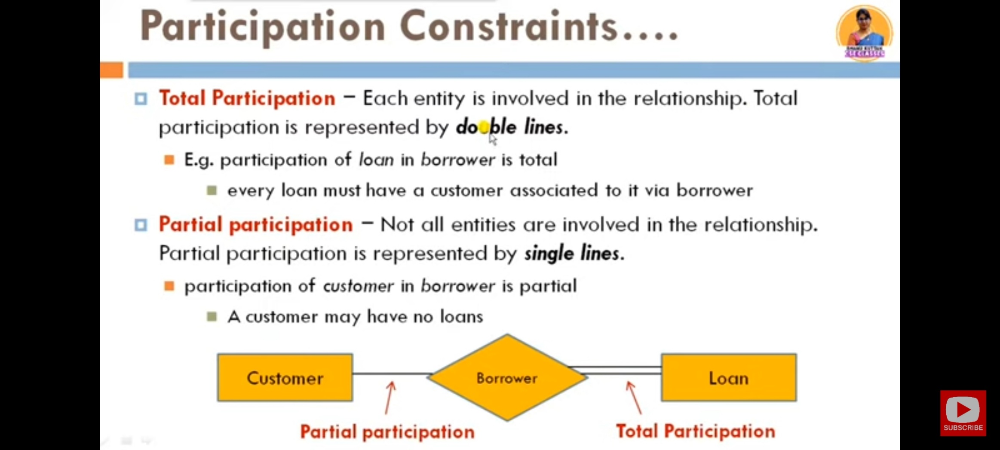 Participation Constraints....
Total Participation – Each entity is involved in the relationship. Total
participation is represented by double lines.
E.g. participation of loan in borrower is total
every loan must have a customer associated to it via borrower
Partial participation – Not all entities are involved in the relationship.
Partial participation is represented by single lines.
participation of customer in borrower is partial
A customer may have no loans
Customer
Borrower
Loan
Partial participation
Total Participation
CSE CLASSES
SUBSCRIBE